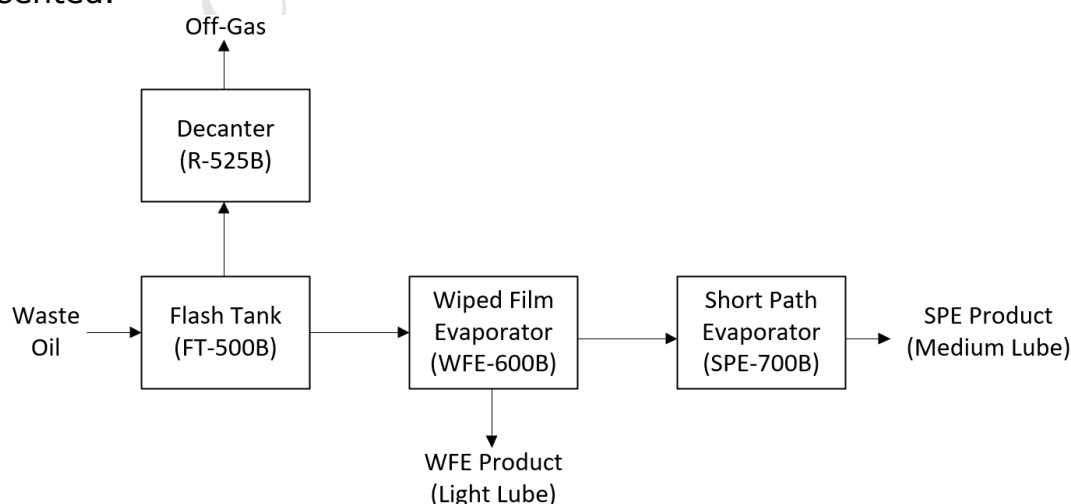 Off-Gas
Decanter
(R-525B)
Waste
Oil
Flash Tank
(FT-500B)
Wiped Film
Evaporator
(WFE-600B)
Short Path
Evaporator
(SPE-700B)
SPE Product
(Medium Lube)
WFE Product
(Light Lube)